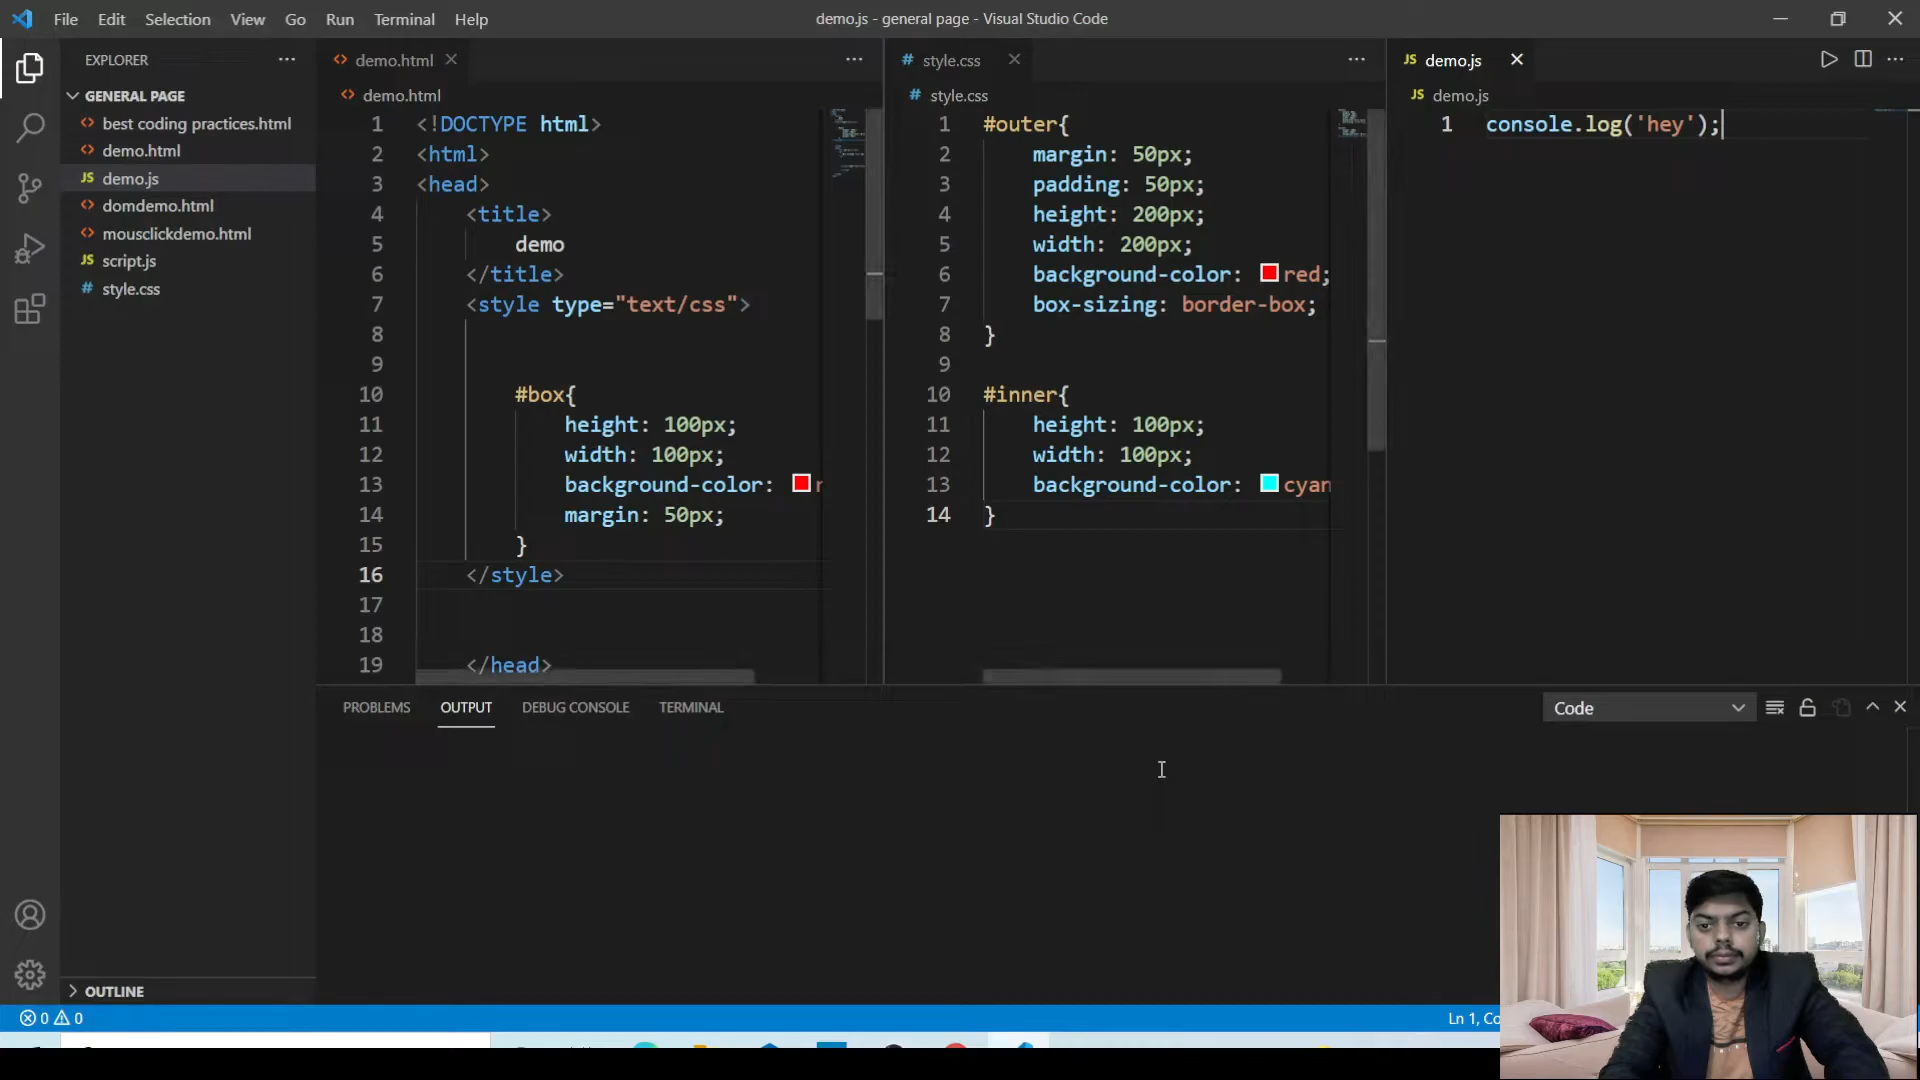 File Edit Selection View Go Run Terminal Help
demo.js - general page - Visual Studio Code
EXPLORER
GENERAL PAGE
best coding practices.html
demo.html
JS demo.js
domdemo.html
mousclickdemo.html
JS script.js
# style.css
OUTLINE
demo.html
demo.html
1 <!DOCTYPE html>
2 <html>
3 <head>
4 <title>
5 demo
6 </title>
7 <style type="text/css">
8
9
10 #box{
11 height: 100px;
12 width: 100px;
13 background-color: r
14 margin: 50px;
15 }
16 </style>
17
18
19 </head>
# style.css
# style.css
1 #outer{
2 margin: 50px;
3 padding: 50px;
4 height: 200px;
5 width: 200px;
6 background-color: red;
7 box-sizing: border-box;
8 }
9
10 #inner{
11 height: 100px;
12 width: 100px;
13 background-color: cyan
14 }
JS demo.js
JS demo.js
1 console.log('hey');
PROBLEMS OUTPUT DEBUG CONSOLE TERMINAL
Code
0 0
Ln 1, Co